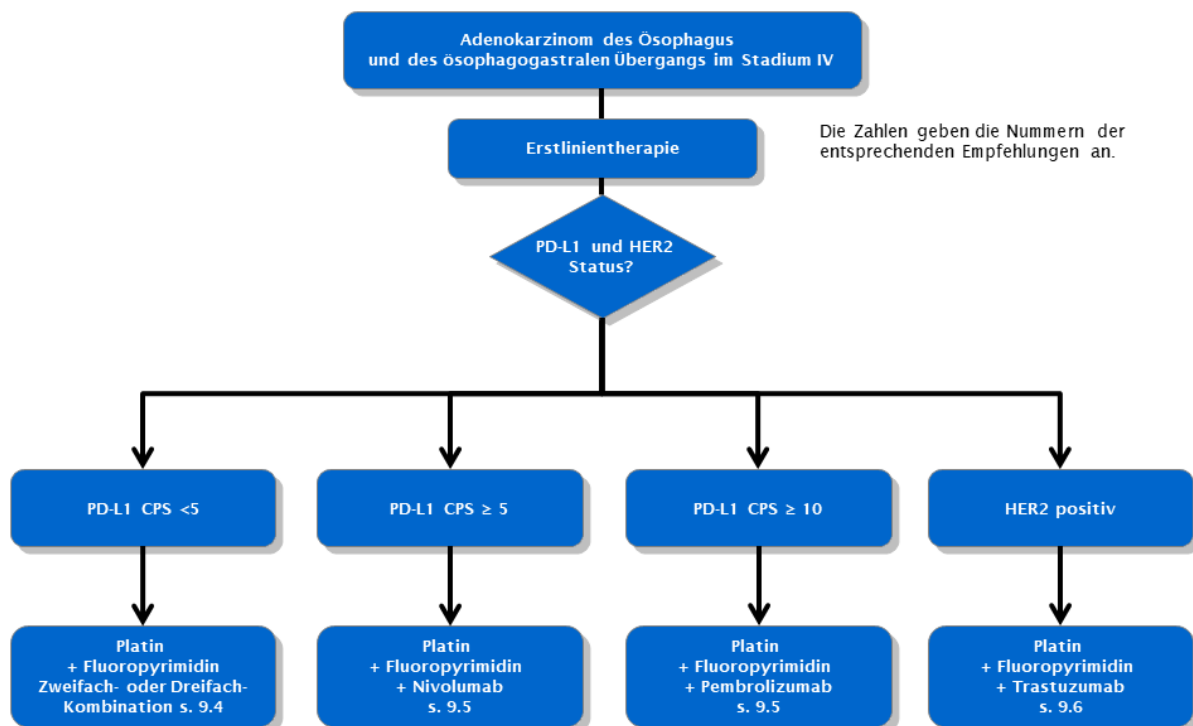 Adenokarzinom des Ösophagus
und des ösophagogastralen Übergangs im Stadium IV
Erstlinientherapie
Die Zahlen geben die Nummern der
entsprechenden Empfehlungen an.
PD-L1 und HER2
Status?
PD-L1 CPS <5
PD-L1 CPS ≥ 5
PD-L1 CPS ≥ 10
HER2 positiv
Platin
+ Fluoropyrimidin
Zweifach- oder Dreifach-
Kombination s. 9.4
Platin
+ Fluoropyrimidin
+ Nivolumab
s. 9.5
Platin
+ Fluoropyrimidin
+ Pembrolizumab
s. 9.5
Platin
+ Fluoropyrimidin
+ Trastuzumab
s. 9.6